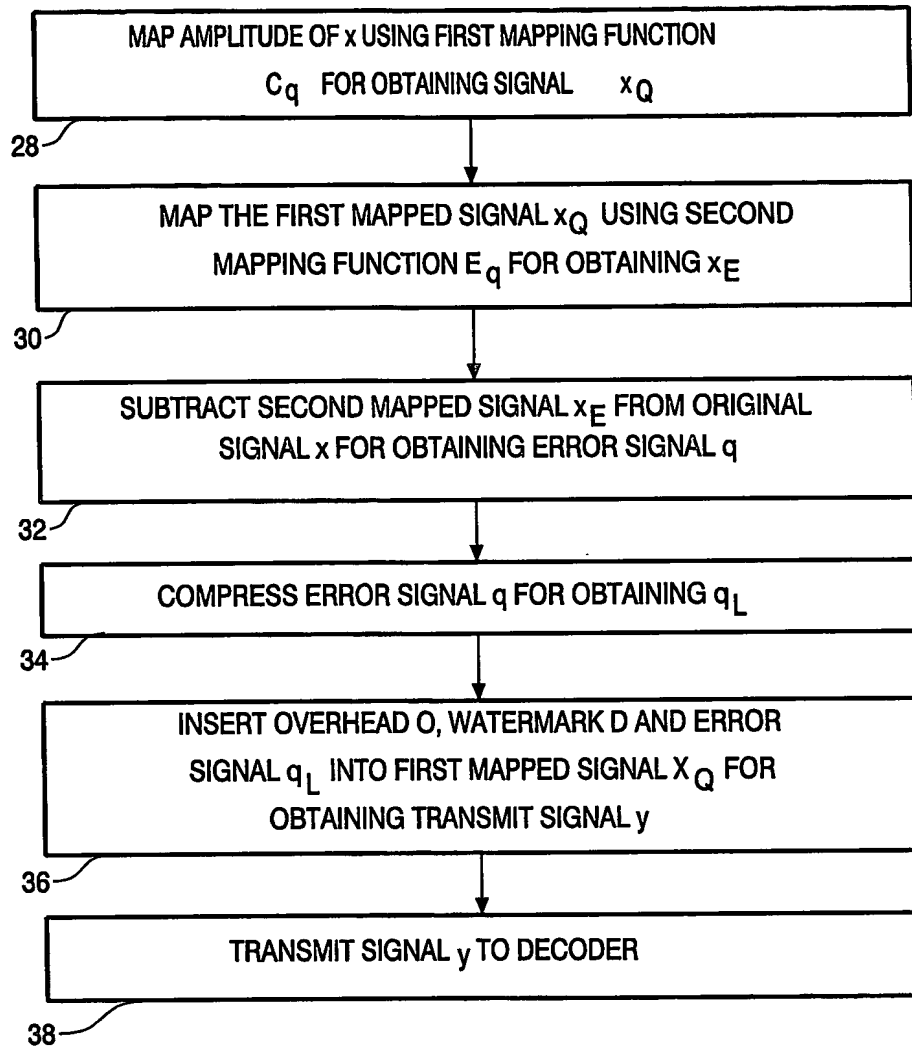 MAP AMPLITUDE OF x USING FIRST MAPPING FUNCTION
Cq FOR OBTAINING SIGNAL xQ
28
MAP THE FIRST MAPPED SIGNAL xQ USING SECOND
MAPPING FUNCTION Eq FOR OBTAINING xE
30
SUBTRACT SECOND MAPPED SIGNAL xE FROM ORIGINAL
SIGNAL x FOR OBTAINING ERROR SIGNAL q
32
COMPRESS ERROR SIGNAL q FOR OBTAINING qL
34
INSERT OVERHEAD O, WATERMARK D AND ERROR
SIGNAL qL INTO FIRST MAPPED SIGNAL XQ FOR
OBTAINING TRANSMIT SIGNAL y
36
TRANSMIT SIGNAL y TO DECODER
38